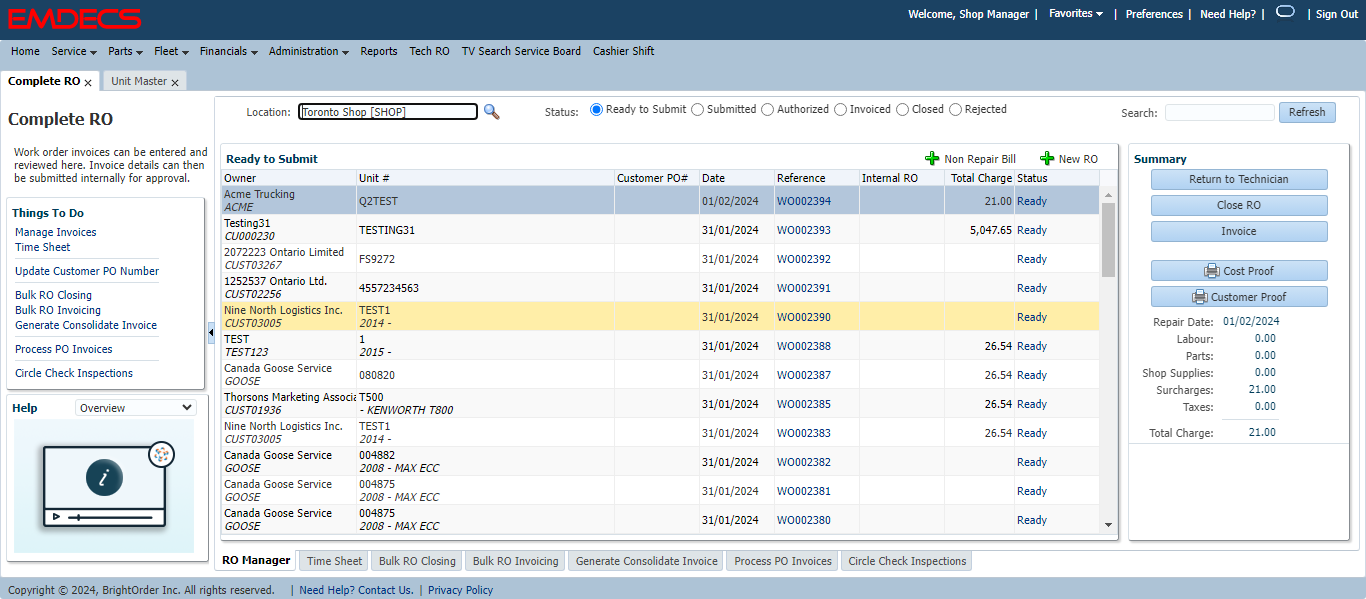 EMDECS
Welcome, Shop Manager | Favorites | Preferences | Need Help? | | Sign Out
Home Service Parts Fleet Financials Administration Reports Tech RO TV Search Service Board Cashier Shift
Complete RO x Unit Master x
Complete RO
Work order invoices can be entered and
reviewed here. Invoice details can then
be submitted internally for approval.
Things To Do
Manage Invoices
Time Sheet
Update Customer PO Number
Bulk RO Closing
Bulk RO Invoicing
Generate Consolidate Invoice
Process PO Invoices
Circle Check Inspections
Help Overview
i
Location: Toronto Shop [SHOP] Status: Ready to Submit Submitted Authorized Invoiced Closed Rejected Search: Refresh
Ready to Submit Non Repair Bill New RO
Owner Unit # Customer PO# Date Reference Internal RO Total Charge Status
Acme Trucking
ACME Q2TEST 01/02/2024 WO002394 21.00 Ready
Testing31
CU000230 TESTING31 31/01/2024 WO002393 5,047.65 Ready
2072223 Ontario Limited
CUST03267 FS9272 31/01/2024 WO002392 Ready
1252537 Ontario Ltd.
CUST02256 4557234563 31/01/2024 WO002391 Ready
Nine North Logistics Inc. TEST1
CUST03005 2014 - 31/01/2024 WO002390 Ready
TEST 1
TEST123 2015 - 31/01/2024 WO002388 26.54 Ready
Canada Goose Service
GOOSE 080820 31/01/2024 WO002387 26.54 Ready
Thorsons Marketing Associa T500
CUST01936 - KENWORTH T800 31/01/2024 WO002385 26.54 Ready
Nine North Logistics Inc. TEST1
CUST03005 2014 - 31/01/2024 WO002383 26.54 Ready
Canada Goose Service 004882
GOOSE 2008 - MAX ECC 31/01/2024 WO002382 Ready
Canada Goose Service 004875
GOOSE 2008 - MAX ECC 31/01/2024 WO002381 Ready
Canada Goose Service 004875
GOOSE 2008 - MAX ECC 31/01/2024 WO002380 Ready
Summary
Return to Technician
Close RO
Invoice
Cost Proof
Customer Proof
Repair Date: 01/02/2024
Labour: 0.00
Parts: 0.00
Shop Supplies: 0.00
Surcharges: 21.00
Taxes: 0.00
Total Charge: 21.00
RO Manager Time Sheet Bulk RO Closing Bulk RO Invoicing Generate Consolidate Invoice Process PO Invoices Circle Check Inspections
Copyright © 2024, BrightOrder Inc. All rights reserved. | Need Help? Contact Us. | Privacy Policy